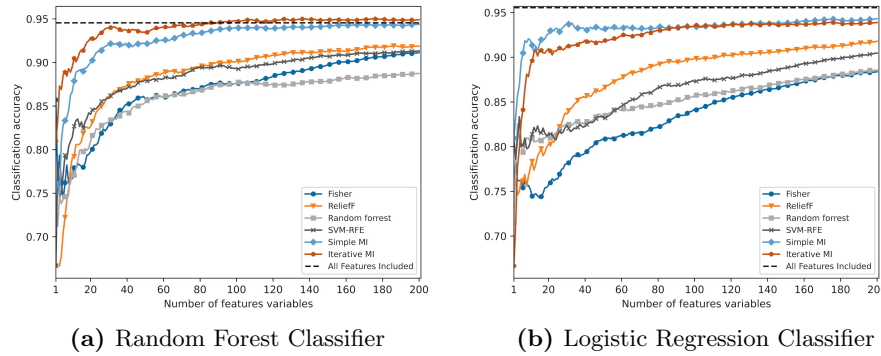 0.95
0.90
0.85
0.80
0.75
0.70
Classification accuracy
Fisher
ReliefF
Random forrest
SVM-RFE
Simple MI
Iterative MI
All Features Included
1 20 40 60 80 100 120 140 160 180 200
Number of features variables
(a) Random Forest Classifier
0.95
0.90
0.85
0.80
0.75
0.70
Classification accuracy
Fisher
ReliefF
Random forrest
SVM-RFE
Simple MI
Iterative MI
All Features Included
1 20 40 60 80 100 120 140 160 180 20
Number of features variables
(b) Logistic Regression Classifier